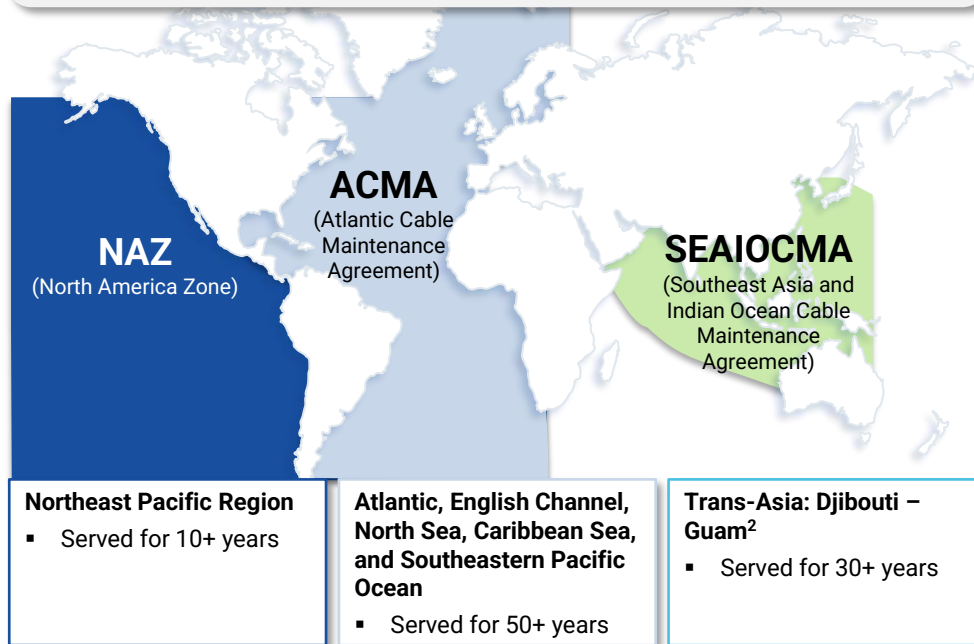 NAZ
(North America Zone)
ACMA
(Atlantic Cable
Maintenance
Agreement)
SEAIOCMA
(Southeast Asia and
Indian Ocean Cable
Maintenance
Agreement)
Northeast Pacific Region
▪ Served for 10+ years
Atlantic, English Channel,
North Sea, Caribbean Sea,
and Southeastern Pacific
Ocean
▪ Served for 50+ years
Trans-Asia: Djibouti –
Guam²
▪ Served for 30+ years